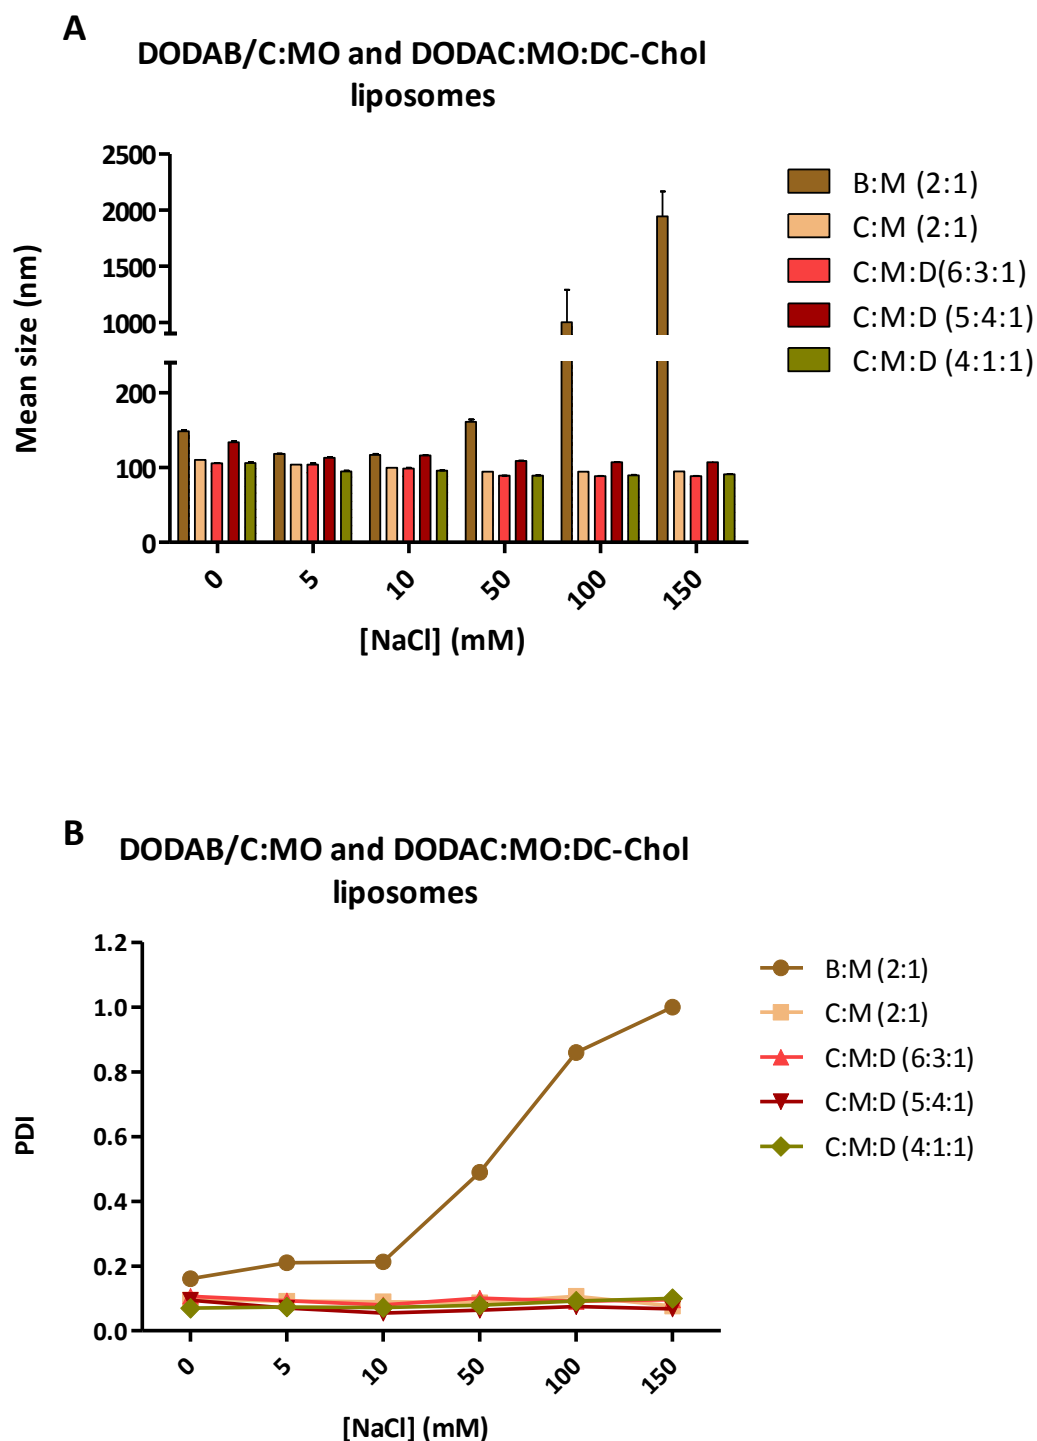 A
DODAB/C:MO and DODAC:MO:DC-Chol
liposomes
2500
2000
1500
1000
200
100
0
Mean size (nm)
0
5
10
50
100
150
[NaCl] (mM)
B:M (2:1)
C:M (2:1)
C:M:D(6:3:1)
C:M:D (5:4:1)
C:M:D (4:1:1)
B
DODAB/C:MO and DODAC:MO:DC-Chol
liposomes
1.2
1.0
0.8
0.6
0.4
0.2
0.0
PDI
0
5
10
50
100
150
[NaCl] (mM)
B:M (2:1)
C:M (2:1)
C:M:D (6:3:1)
C:M:D (5:4:1)
C:M:D (4:1:1)